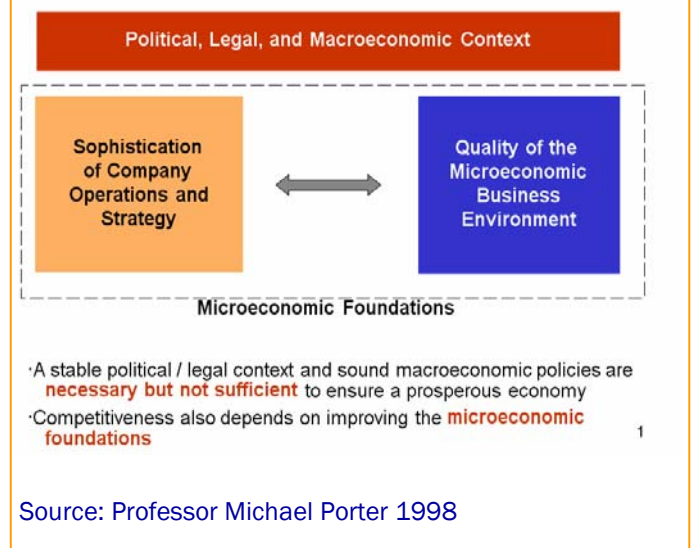 Political, Legal, and Macroeconomic Context
Sophistication
of Company
Operations and
Strategy
Quality of the
Microeconomic
Business
Environment
Microeconomic Foundations
·A stable political / legal context and sound macroeconomic policies are
necessary but not sufficient to ensure a prosperous economy
·Competitiveness also depends on improving the microeconomic
foundations
1
Source: Professor Michael Porter 1998